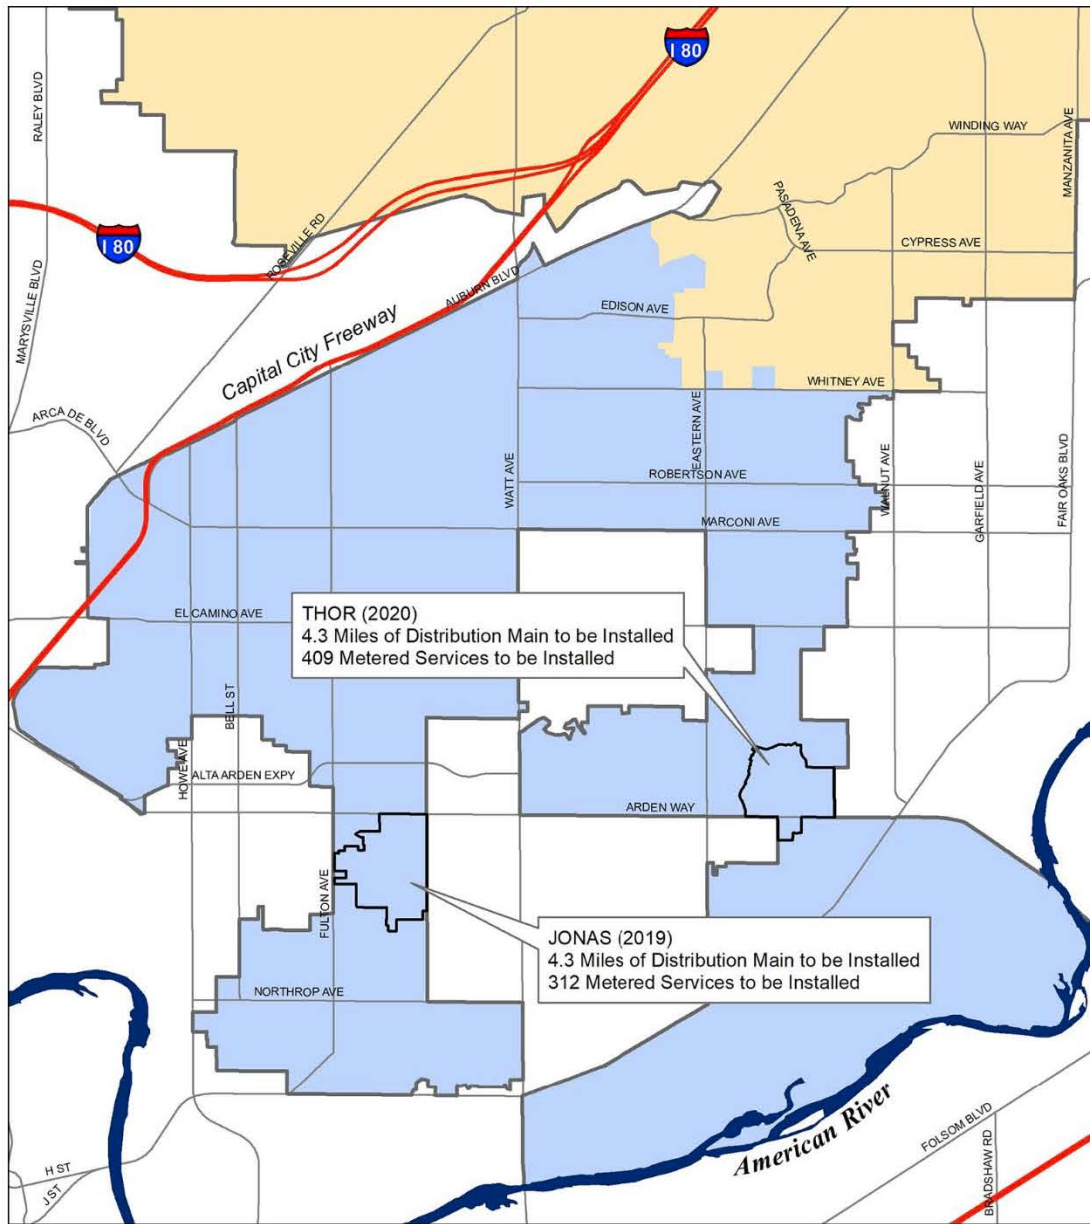 I 80
RALEY BLVD
WINDING WAY
MANZANITA AVE
PASADENA AVE
ROSEVILLE RD
I 80
CYPRESS AVE
MARYSVILLE BLVD
AUBURN BLVD
EDISON AVE
Capital City Freeway
WHITNEY AVE
ARCA DE BLVD
EASTERN AVE
WATT AVE
ROBERTSON AVE
WALNUT AVE
GARFIELD AVE
FAIR OAKS BLVD
MARCONI AVE
THOR (2020)
4.3 Miles of Distribution Main to be Installed
409 Metered Services to be Installed
EL CAMINO AVE
BELL ST
HOWE AVE
ALTA ARDEN EXPY
ARDEN WAY
FULTON AVE
JONAS (2019)
4.3 Miles of Distribution Main to be Installed
312 Metered Services to be Installed
NORTHROP AVE
American River
FOLSOM BLVD
BRADSHAW RD
H ST
J ST